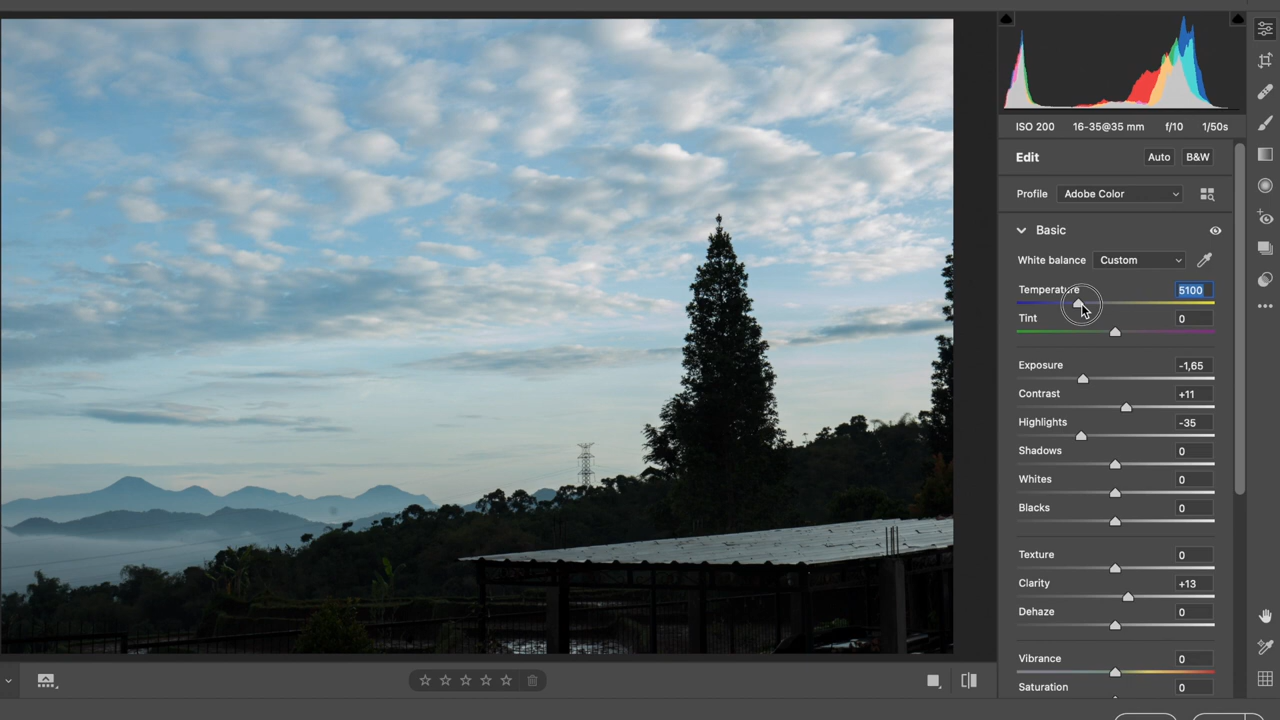 ISO 200 16-35@35 mm f/10 1/50s
Edit Auto B&W
Profile Adobe Color
Basic
White balance Custom
Temperature 5100
Tint 0
Exposure -1,65
Contrast +11
Highlights -35
Shadows 0
Whites 0
Blacks 0
Texture 0
Clarity +13
Dehaze 0
Vibrance 0
Saturation 0